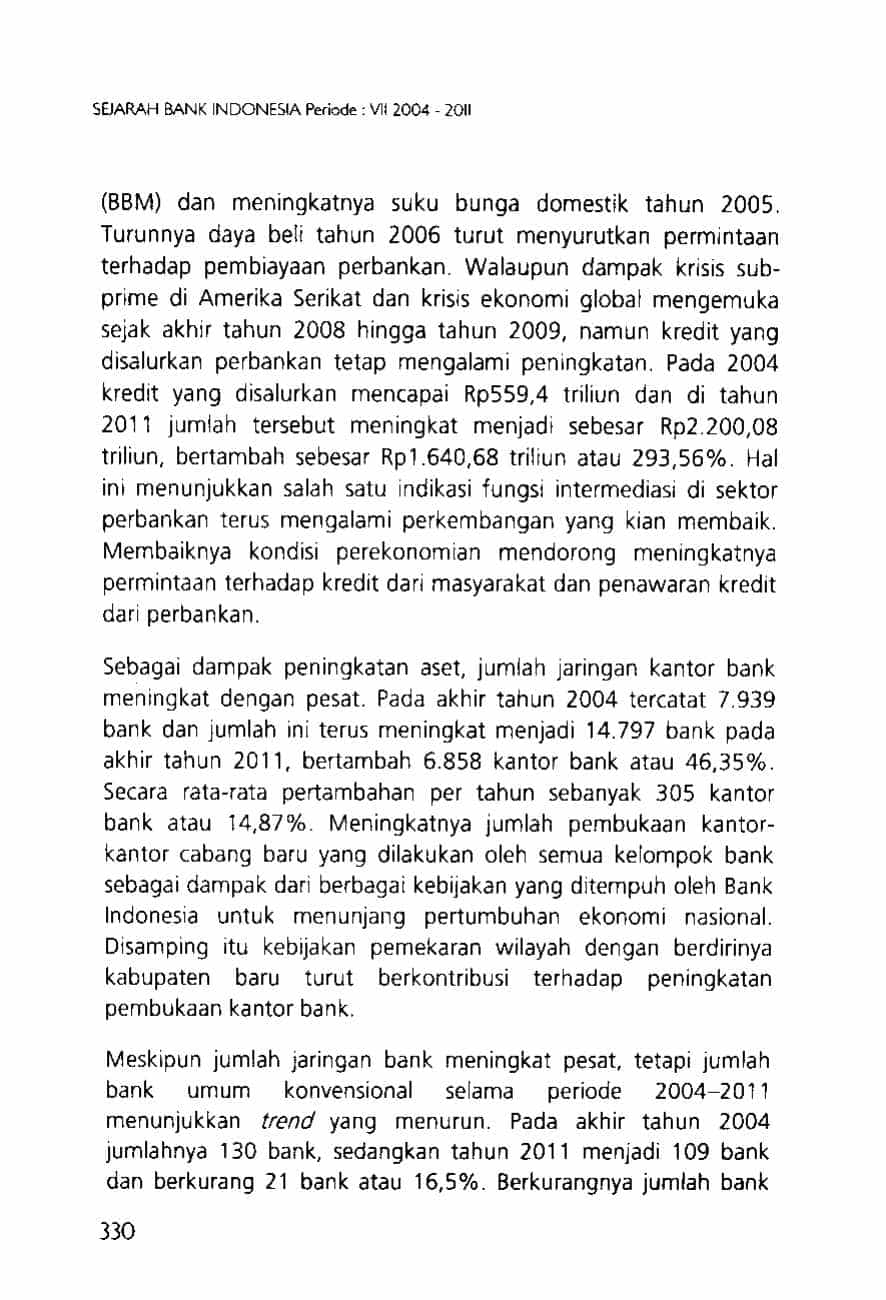 SEJARAH BANK INDONESIA Periode : VII 2004 - 2011
(BBM) dan meningkatnya suku bunga domestik tahun 2005.
Turunnya daya beli tahun 2006 turut menyurutkan permintaan
terhadap pembiayaan perbankan. Walaupun dampak krisis sub-
prime di Amerika Serikat dan krisis ekonomi global mengemuka
sejak akhir tahun 2008 hingga tahun 2009, namun kredit yang
disalurkan perbankan tetap mengalami peningkatan. Pada 2004
kredit yang disalurkan mencapai Rp559,4 triliun dan di tahun
2011 jumlah tersebut meningkat menjadi sebesar Rp2.200,08
triliun, bertambah sebesar Rp1.640,68 triliun atau 293,56%. Hal
ini menunjukkan salah satu indikasi fungsi intermediasi di sektor
perbankan terus mengalami perkembangan yang kian membaik.
Membaiknya kondisi perekonomian mendorong meningkatnya
permintaan terhadap kredit dari masyarakat dan penawaran kredit
dari perbankan.
Sebagai dampak peningkatan aset, jumlah jaringan kantor bank
meningkat dengan pesat. Pada akhir tahun 2004 tercatat 7.939
bank dan jumlah ini terus meningkat menjadi 14.797 bank pada
akhir tahun 2011, bertambah 6.858 kantor bank atau 46,35%.
Secara rata-rata pertambahan per tahun sebanyak 305 kantor
bank atau 14,87%. Meningkatnya jumlah pembukaan kantor-
kantor cabang baru yang dilakukan oleh semua kelompok bank
sebagai dampak dari berbagai kebijakan yang ditempuh oleh Bank
Indonesia untuk menunjang pertumbuhan ekonomi nasional.
Disamping itu kebijakan pemekaran wilayah dengan berdirinya
kabupaten baru turut berkontribusi terhadap peningkatan
pembukaan kantor bank.
Meskipun jumlah jaringan bank meningkat pesat, tetapi jumlah
bank umum konvensional selama periode 2004–2011
menunjukkan trend yang menurun. Pada akhir tahun 2004
jumlahnya 130 bank, sedangkan tahun 2011 menjadi 109 bank
dan berkurang 21 bank atau 16,5%. Berkurangnya jumlah bank
330